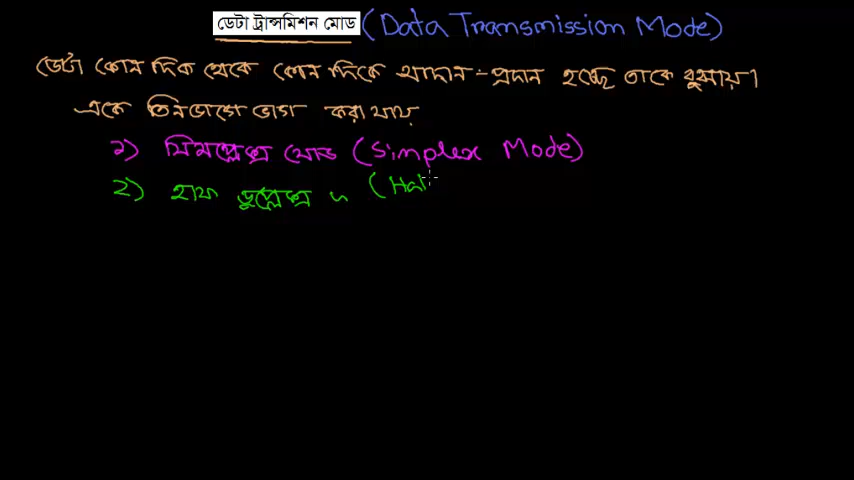 ডেটা ট্রান্সমিশন মোড (Data Transmission Mode)
ডেটা কোন দিক থেকে কোন দিকে আদান-প্রদান হচ্ছে তাকে বুঝায়।
একে তিনভাগে ভাগ করা যায়
১) সিমপ্লেক্স মোড (Simplex Mode)
২) হাফ ডুপ্লেক্স " (Hal